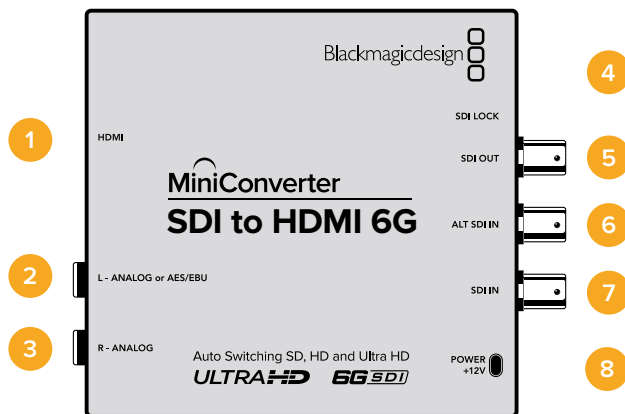 Blackmagicdesign
4
SDI LOCK
1
HDMI
SDI OUT
5
MiniConverter
SDI to HDMI 6G
ALT SDI IN
6
2
L - ANALOG or AES/EBU
SDI IN
7
3
R - ANALOG
Auto Switching SD, HD and Ultra HD
POWER
+12V
8
ULTRAHD 6G SDI